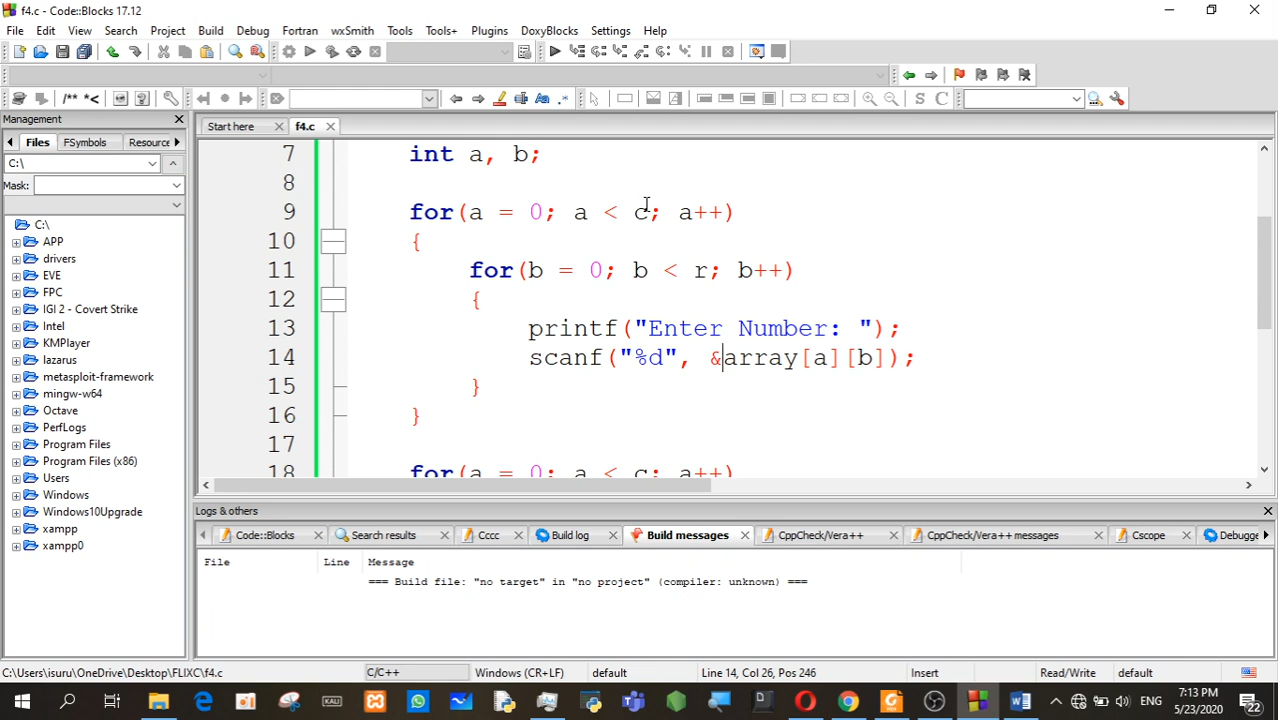 f4.c - Code::Blocks 17.12
File Edit View Search Project Build Debug Fortran wxSmith Tools Tools+ Plugins DoxyBlocks Settings Help
/** *<
S C
Management
Files FSymbols Resource
C:\
Mask:
C:\
APP
drivers
EVE
FPC
IGI 2 - Covert Strike
Intel
KMPlayer
lazarus
metasploit-framework
mingw-w64
Octave
PerfLogs
Program Files
Program Files (x86)
Users
Windows
Windows10Upgrade
xampp
xampp0
Start here f4.c
7 int a, b;
8
9 for(a = 0; a < c; a++)
10 {
11 for(b = 0; b < r; b++)
12 {
13 printf("Enter Number: ");
14 scanf("%d", &array[a][b]);
15 }
16 }
17
18 for(a = 0; a < c; a++)
Logs & others
Code::Blocks Search results Cccc Build log Build messages CppCheck/Vera++ CppCheck/Vera++ messages Cscope Debugge
File Line Message
=== Build file: "no target" in "no project" (compiler: unknown) ===
C:\Users\isuru\OneDrive\Desktop\FLIXC\f4.c C/C++ Windows (CR+LF) default Line 14, Col 26, Pos 246 Insert Read/Write default
KALI
ENG
7:13 PM
5/23/2020
22